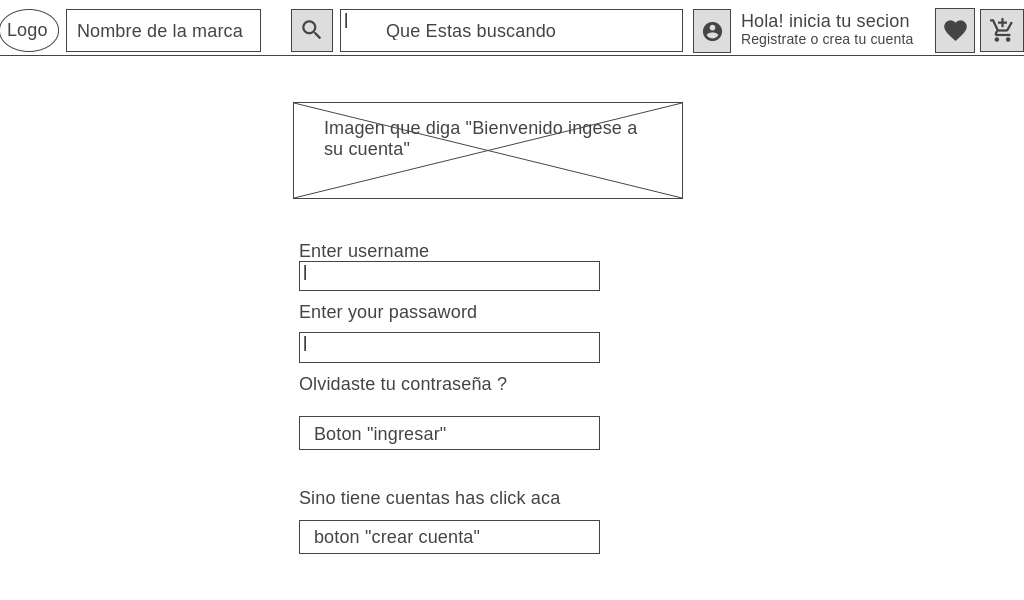 Logo
Nombre de la marca
Que Estas buscando
Hola! inicia tu secion
Registrate o crea tu cuenta
Imagen que diga "Bienvenido ingese a
su cuenta"
Enter username
Enter your passaword
Olvidaste tu contraseña ?
Boton "ingresar"
Sino tiene cuentas has click aca
boton "crear cuenta"